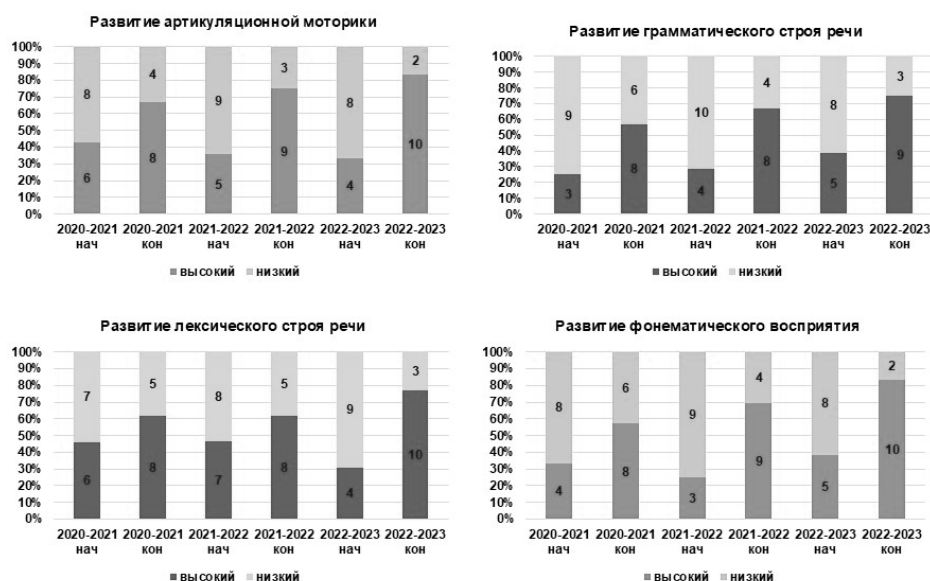 Развитие артикуляционной моторики
100%
90%
80%
70%
60%
50%
40%
30%
20%
10%
0%
8 4 9 3 8 2
6 8 5 9 4 10
2020-2021 2020-2021 2021-2022 2021-2022 2022-2023 2022-2023
нач кон нач кон нач кон
высокий низкий
Развитие грамматического строя речи
100%
90%
80%
70%
60%
50%
40%
30%
20%
10%
0%
9 6 10 4 8 3
3 8 4 8 5 9
2020-2021 2020-2021 2021-2022 2021-2022 2022-2023 2022-2023
нач кон нач кон нач кон
высокий низкий
Развитие лексического строя речи
100%
90%
80%
70%
60%
50%
40%
30%
20%
10%
0%
7 5 8 5 9 3
6 8 7 8 4 10
2020-2021 2020-2021 2021-2022 2021-2022 2022-2023 2022-2023
нач кон нач кон нач кон
высокий низкий
Развитие фонематического восприятия
100%
90%
80%
70%
60%
50%
40%
30%
20%
10%
0%
8 6 9 4 8 2
4 8 3 9 5 10
2020-2021 2020-2021 2021-2022 2021-2022 2022-2023 2022-2023
нач кон нач кон нач кон
высокий низкий